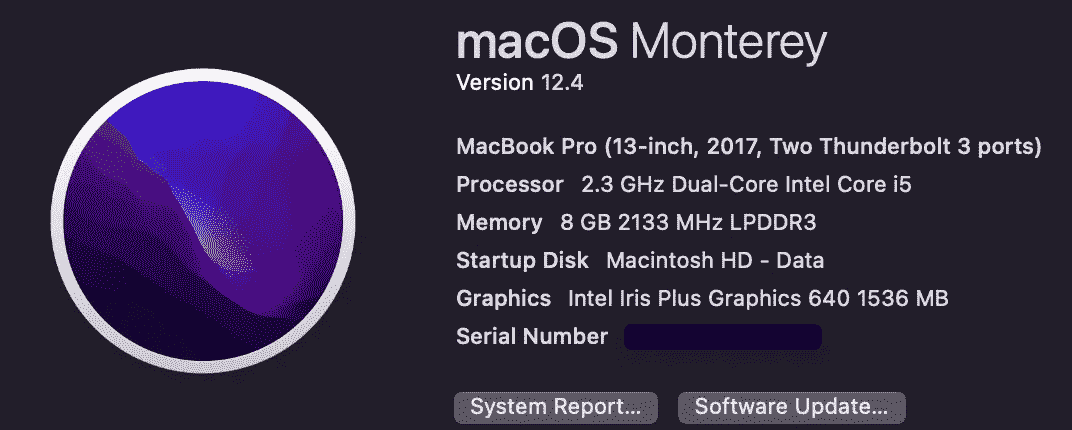 macOS Monterey
Version 12.4
MacBook Pro (13-inch, 2017, Two Thunderbolt 3 ports)
Processor 2.3 GHz Dual-Core Intel Core i5
Memory 8 GB 2133 MHz LPDDR3
Startup Disk Macintosh HD - Data
Graphics Intel Iris Plus Graphics 640 1536 MB
Serial Number
System Report... Software Update...